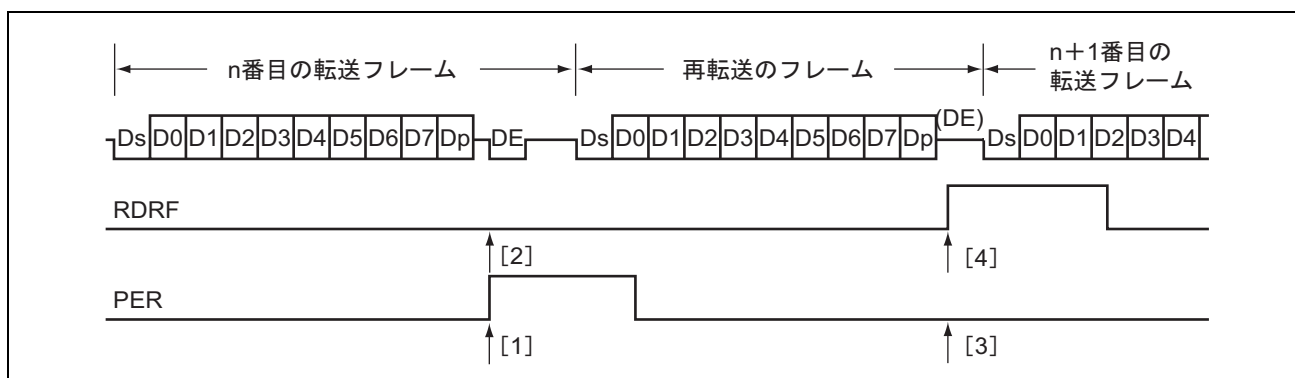 n番目の転送フレーム
再転送のフレーム
n+1番目の
転送フレーム
Ds D0 D1 D2 D3 D4 D5 D6 D7 Dp DE Ds D0 D1 D2 D3 D4 D5 D6 D7 Dp (DE) Ds D0 D1 D2 D3 D4
RDRF
[2] [4]
PER
[1] [3]